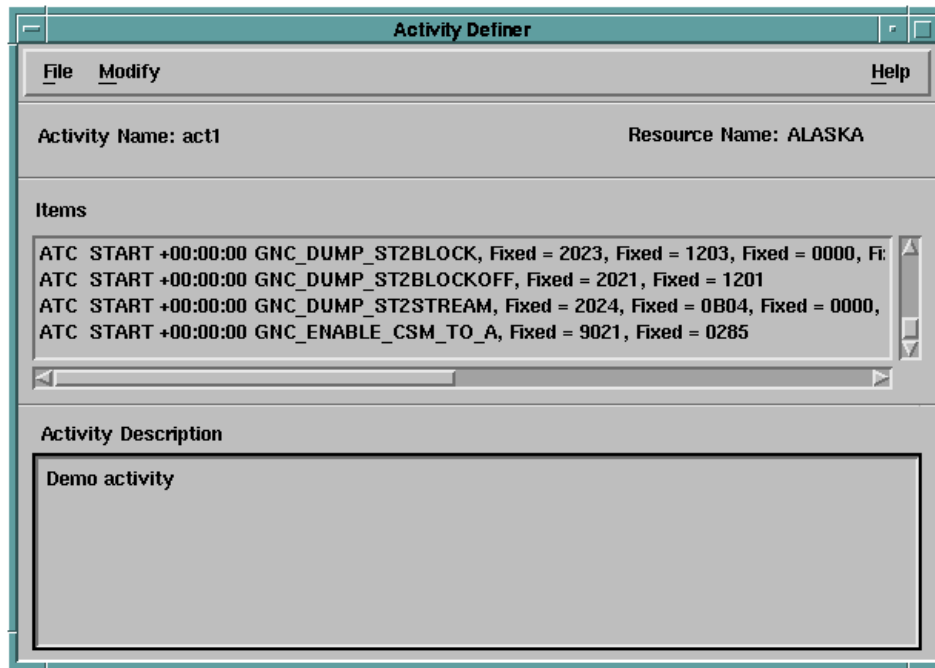 Activity Definer
File Modify Help
Activity Name: act1 Resource Name: ALASKA
Items
ATC START +00:00:00 GNC_DUMP_ST2BLOCK, Fixed = 2023, Fixed = 1203, Fixed = 0000, Fi
ATC START +00:00:00 GNC_DUMP_ST2BLOCKOFF, Fixed = 2021, Fixed = 1201
ATC START +00:00:00 GNC_DUMP_ST2STREAM, Fixed = 2024, Fixed = 0B04, Fixed = 0000,
ATC START +00:00:00 GNC_ENABLE_CSM_TO_A, Fixed = 9021, Fixed = 0285
Activity Description
Demo activity